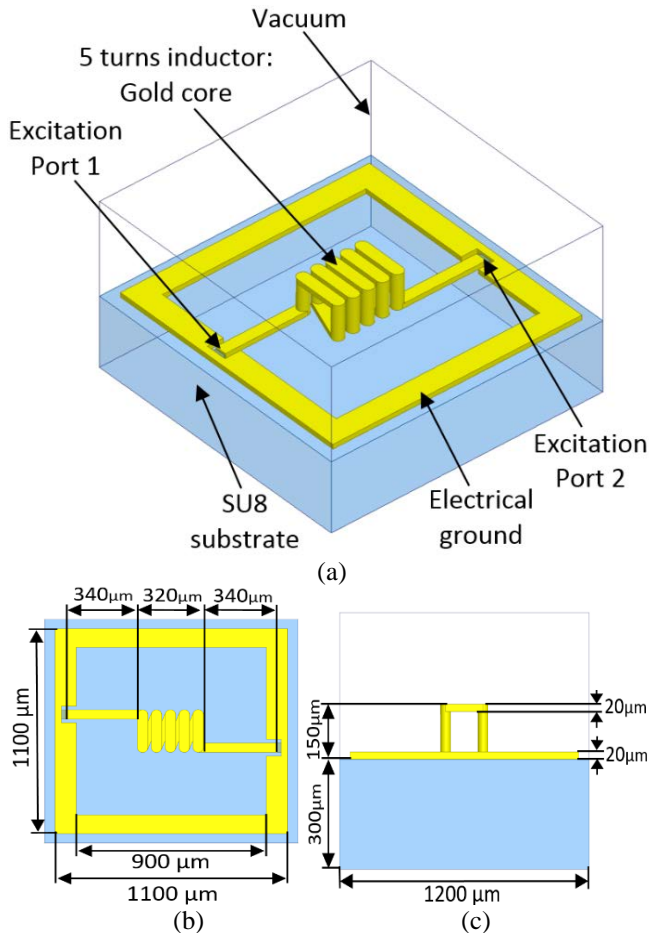 Vacuum
5 turns inductor:
Gold core
Excitation
Port 1
Excitation
Port 2
Electrical
ground
SU8
substrate
(a)
340µm 320µm 340µm
1100 µm
900 µm
1100 µm
(b)
150µm
20µm
20µm
300µm
1200 µm
(c)